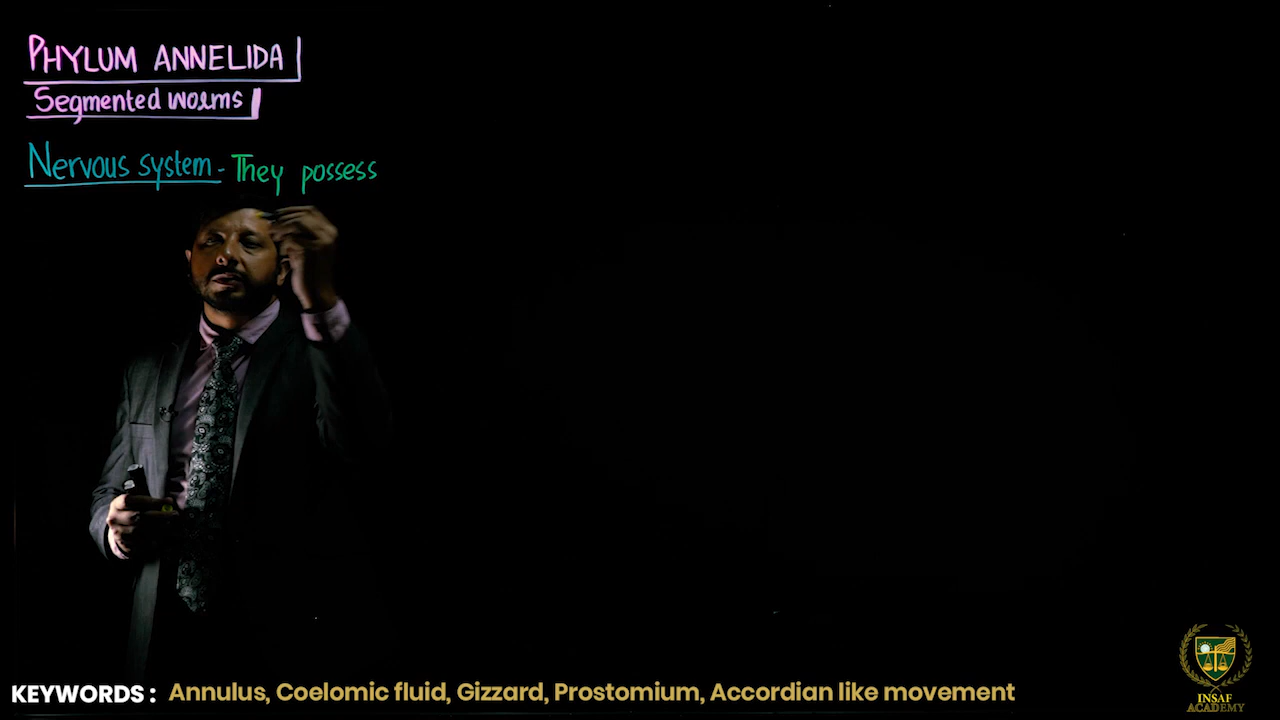 PHYLUM ANNELIDA
Segmented worms
Nervous system - They possess
KEYWORDS : Annulus, Coelomic fluid, Gizzard, Prostomium, Accordian like movement
INSAF
ACADEMY